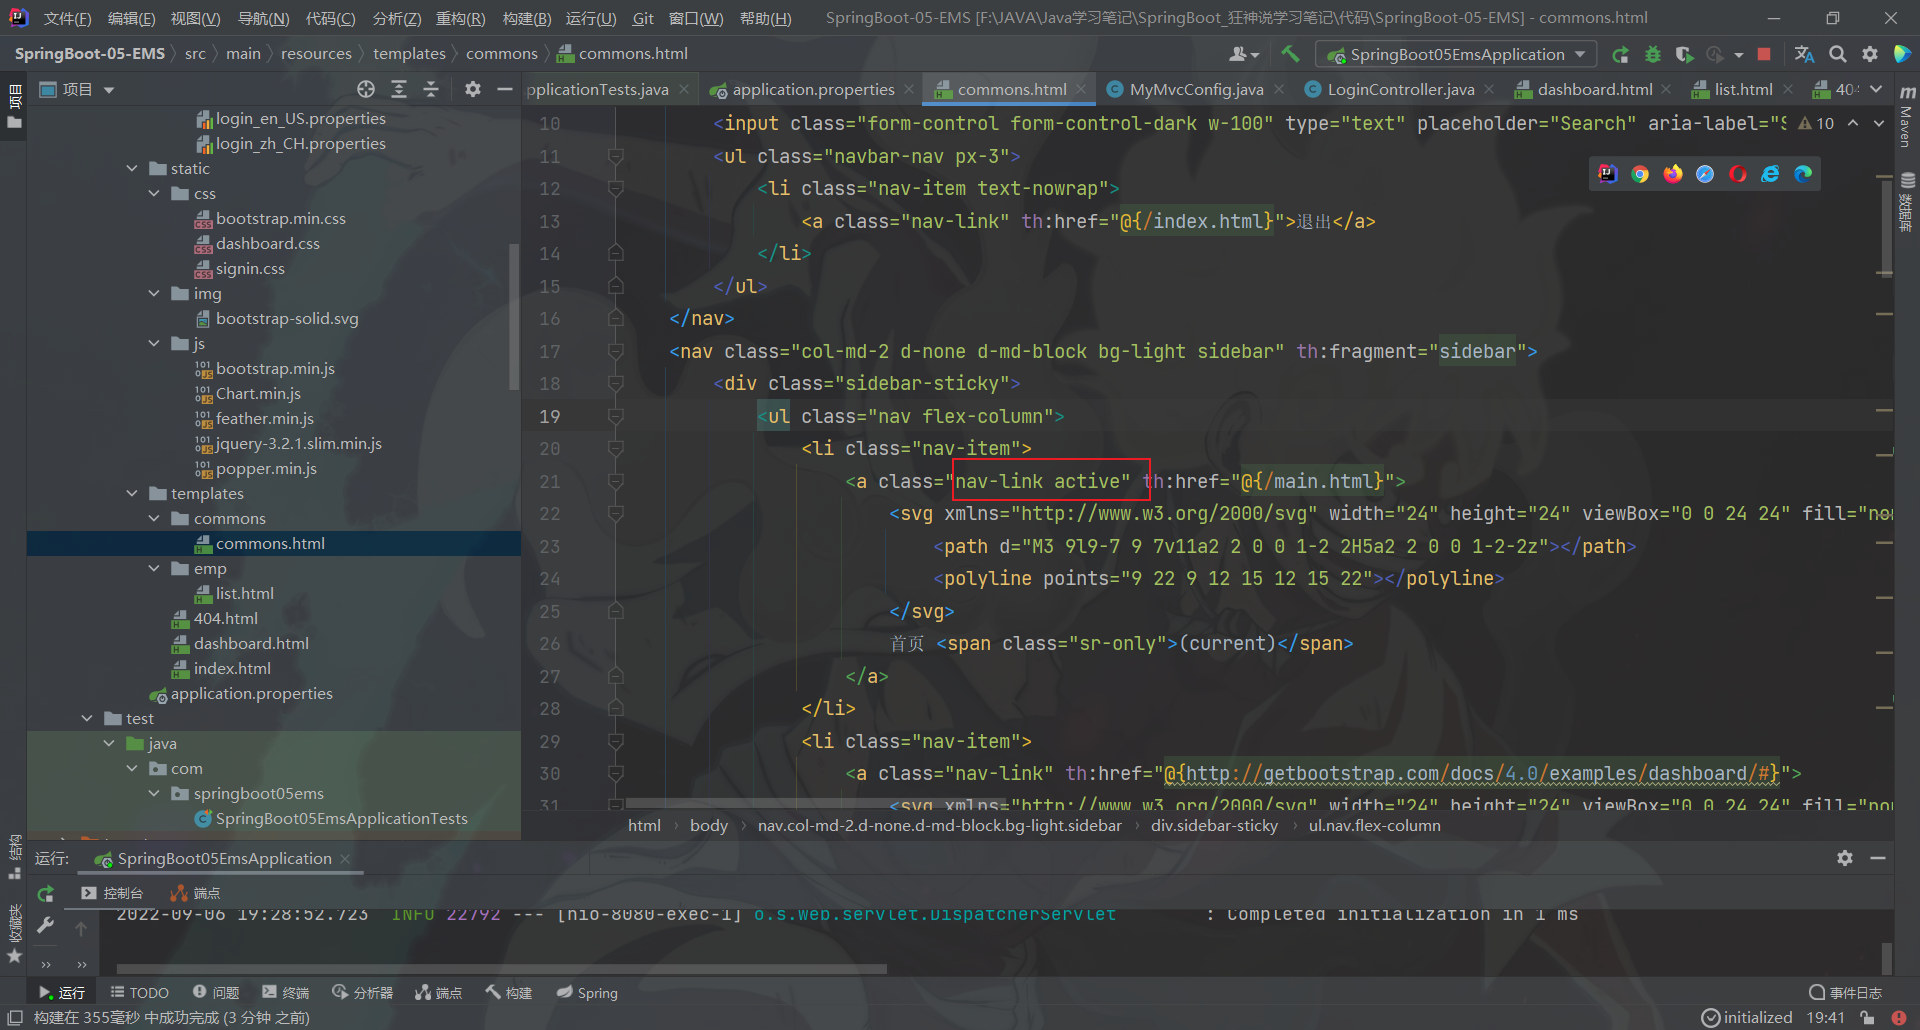 文件(F) 编辑(E) 视图(V) 导航(N) 代码(C) 分析(Z) 重构(R) 构建(B) 运行(U) Git 窗口(W) 帮助(H) SpringBoot-05-EMS [F:\JAVA\Java学习笔记\SpringBoot_狂神说学习笔记\代码\SpringBoot-05-EMS] - commons.html
SpringBoot-05-EMS src main resources templates commons commons.html SpringBoot05EmsApplication
项目 pplicationTests.java application.properties commons.html MyMvcConfig.java LoginController.java dashboard.html list.html 40
项目
login_en_US.properties
login_zh_CH.properties
static
css
bootstrap.min.css
dashboard.css
signin.css
img
bootstrap-solid.svg
js
bootstrap.min.js
Chart.min.js
feather.min.js
jquery-3.2.1.slim.min.js
popper.min.js
templates
commons
commons.html
emp
list.html
404.html
dashboard.html
index.html
application.properties
test
java
com
springboot05ems
SpringBoot05EmsApplicationTests
结构
收藏夹
10 <input class="form-control form-control-dark w-100" type="text" placeholder="Search" aria-label="S 10
11 <ul class="navbar-nav px-3">
12 <li class="nav-item text-nowrap">
13 <a class="nav-link" th:href="@{/index.html}">退出</a>
14 </li>
15 </ul>
16 </nav>
17 <nav class="col-md-2 d-none d-md-block bg-light sidebar" th:fragment="sidebar">
18 <div class="sidebar-sticky">
19 <ul class="nav flex-column">
20 <li class="nav-item">
21 <a class="nav-link active" th:href="@{/main.html}">
22 <svg xmlns="http://www.w3.org/2000/svg" width="24" height="24" viewBox="0 0 24 24" fill="non
23 <path d="M3 9l9-7 9 7v11a2 2 0 0 1-2 2H5a2 2 0 0 1-2-2z"></path>
24 <polyline points="9 22 9 12 15 12 15 22"></polyline>
25 </svg>
26 首页 <span class="sr-only">(current)</span>
27 </a>
28 </li>
29 <li class="nav-item">
30 <a class="nav-link" th:href="@{http://getbootstrap.com/docs/4.0/examples/dashboard/#}">
31 <svg xmlns="http://www.w3.org/2000/svg" width="24" height="24" viewBox="0 0 24 24" fill="non
html body nav.col-md-2.d-none.d-md-block.bg-light.sidebar div.sidebar-sticky ul.nav.flex-column
Maven
数据库
运行: SpringBoot05EmsApplication
控制台 端点
2022-09-06 19:28:52.723 INFO 22792 --- [nio-8080-exec-1] o.s.web.servlet.DispatcherServlet : Completed initialization in 1 ms
运行 TODO 问题 终端 分析器 端点 构建 Spring 事件日志
构建在 355毫秒 中成功完成 (3 分钟 之前) initialized 19:41